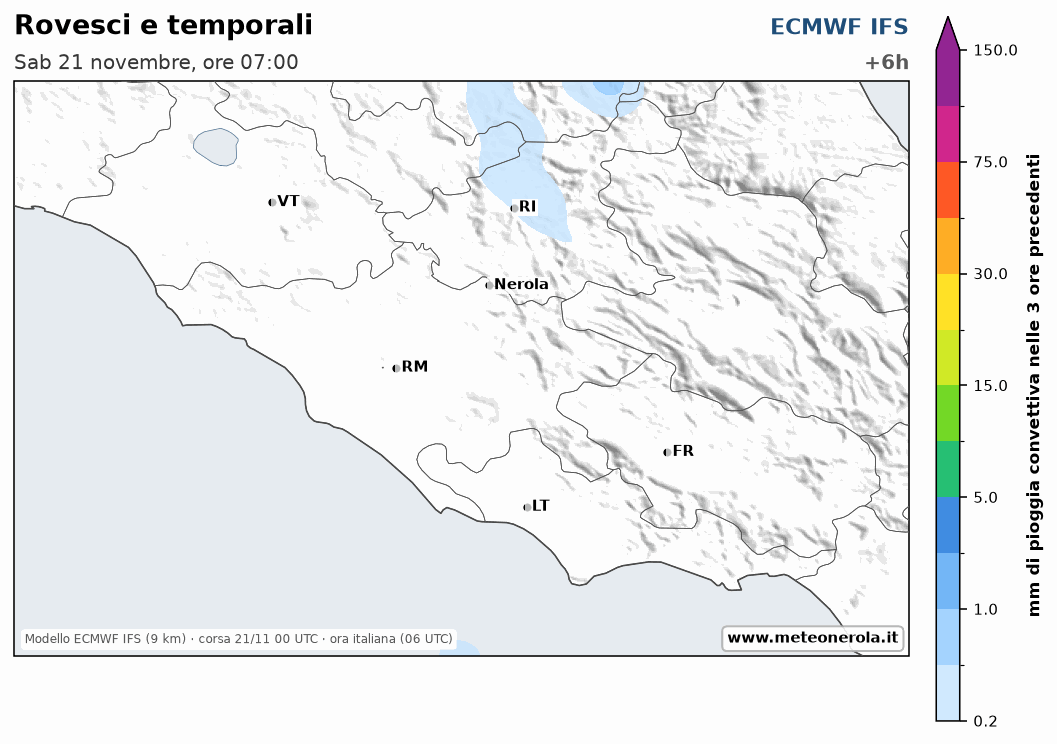 Rovesci e temporali
ECMWF IFS
Sab 21 novembre, ore 07:00
+6h
150.0
75.0
30.0
15.0
5.0
1.0
0.2
mm di pioggia convettiva nelle 3 ore precedenti
VT
RI
Nerola
RM
FR
LT
Modello ECMWF IFS (9 km) · corsa 21/11 00 UTC · ora italiana (06 UTC)
www.meteonerola.it